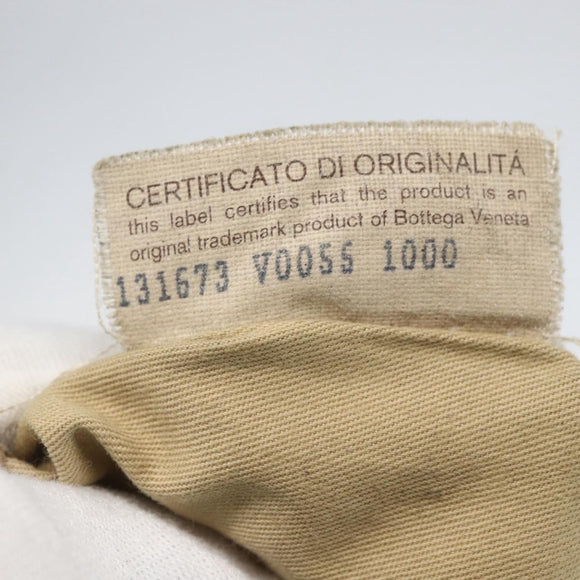 CERTIFICATO DI ORIGINALITÁ
this label certifies that the product is an
original trademark product of Bottega Veneta
131673 V0056 1000